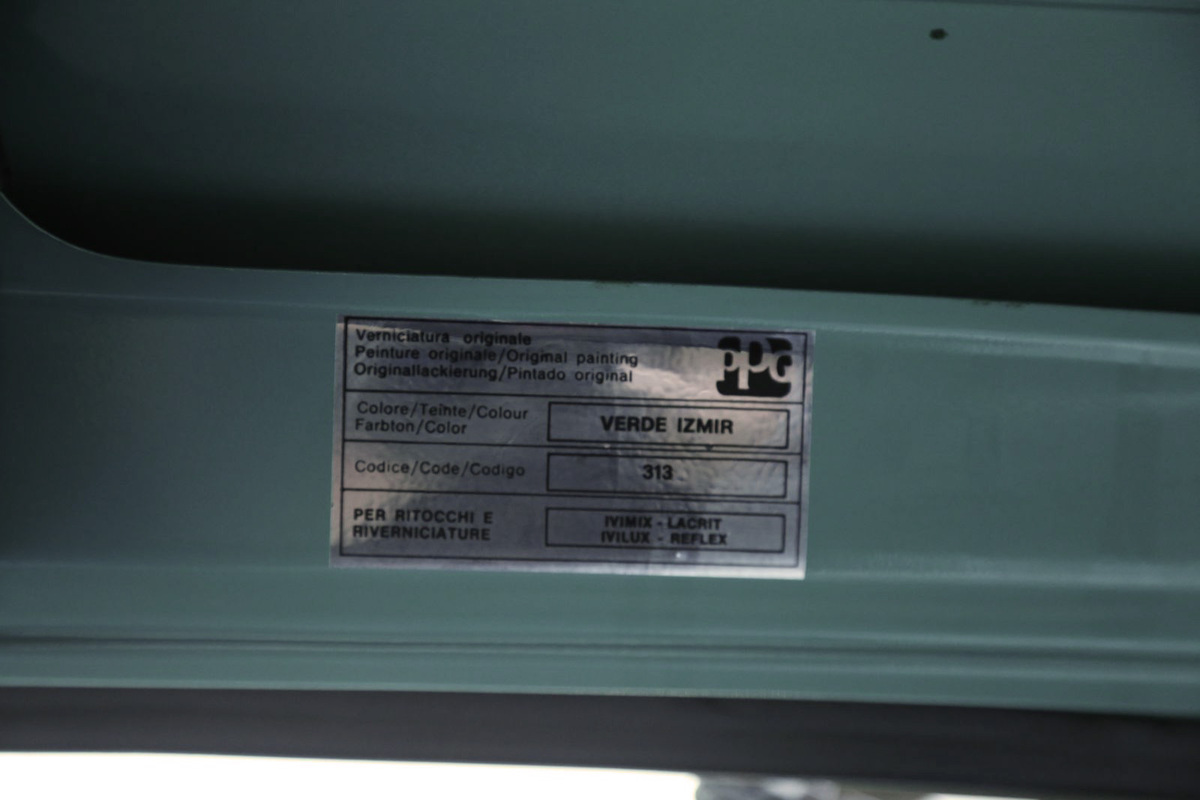 Verniciatura originale
Peinture originale/Original painting
Originallackierung/Pintado original
PPG
Colore/Teinte/Colour
Farbton/Color
VERDE IZMIR
Codice/Code/Codigo
313
PER RITOCCHI E
RIVERNICIATURE
IVIMIX - LACRIT
IVILUX - REFLEX